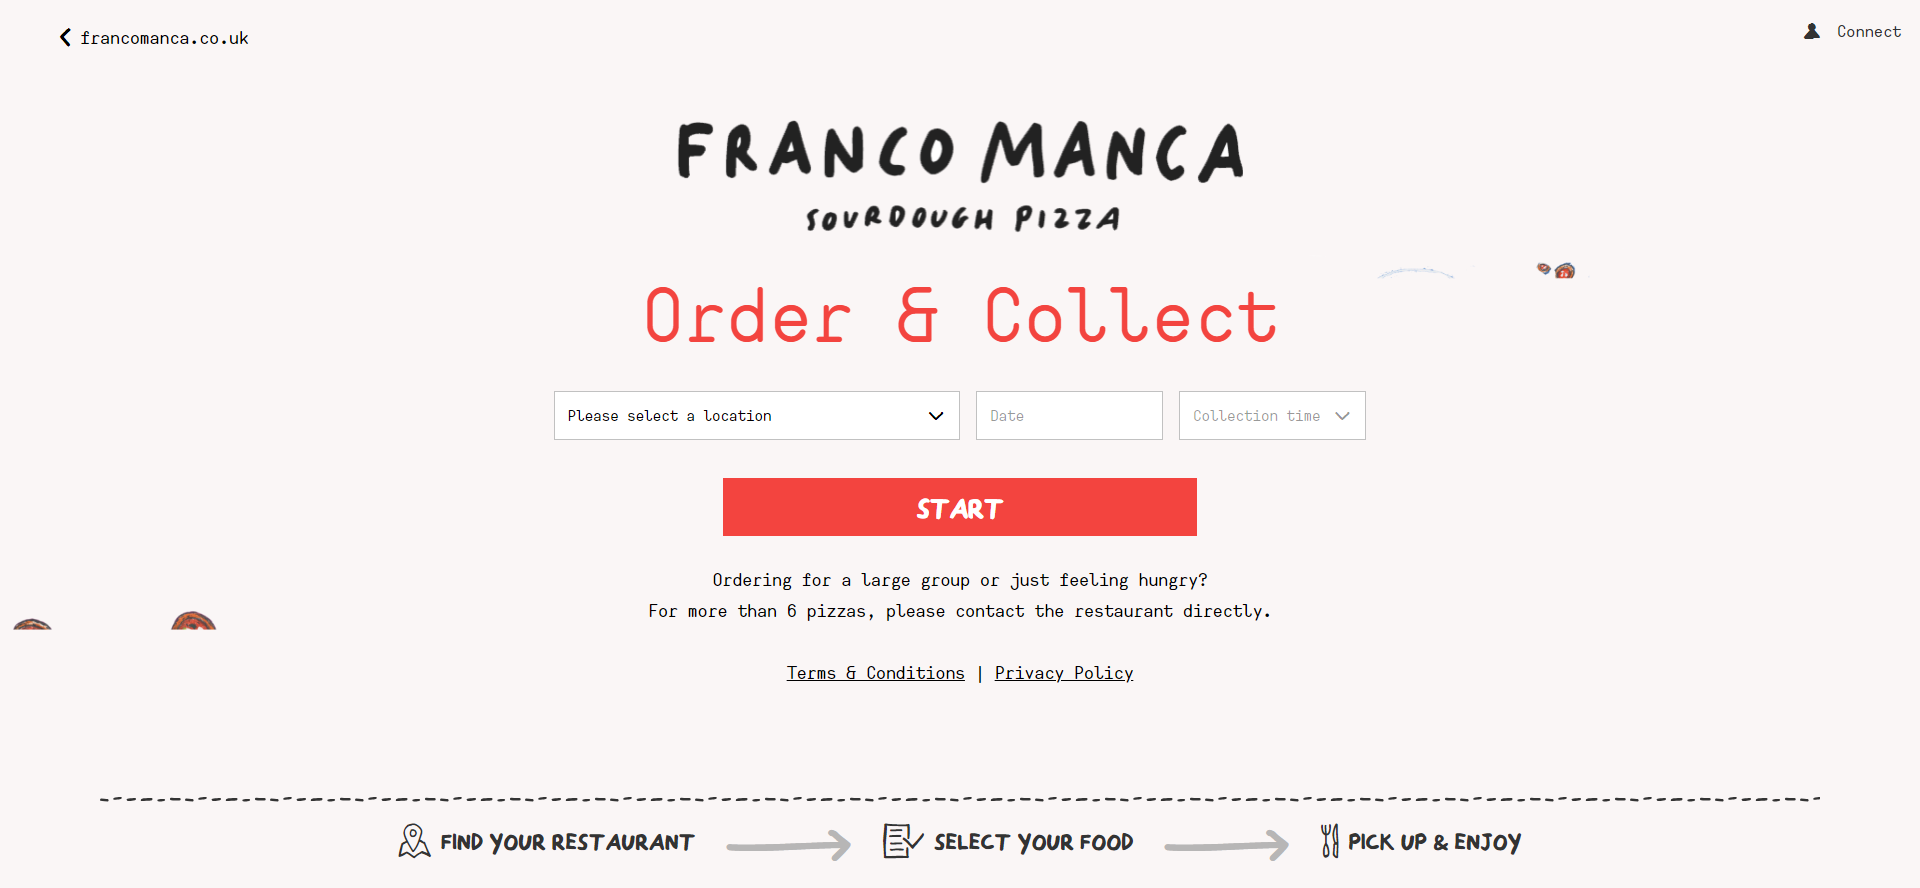 francomanca.co.uk
Connect
FRANCO MANCA
SOURDOUGH PIZZA
Order & Collect
Please select a location
Date
Collection time
START
Ordering for a large group or just feeling hungry?
For more than 6 pizzas, please contact the restaurant directly.
Terms & Conditions | Privacy Policy
FIND YOUR RESTAURANT
SELECT YOUR FOOD
PICK UP & ENJOY